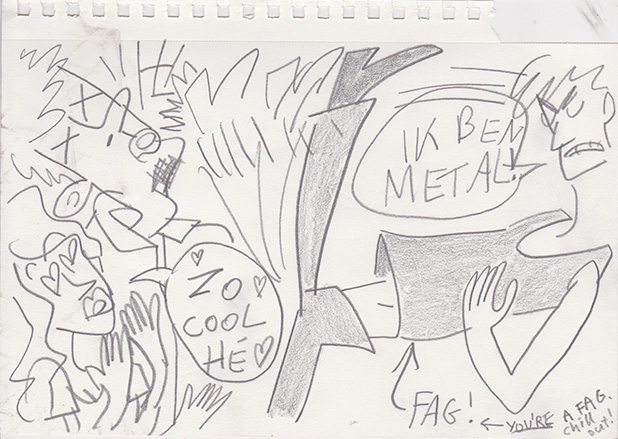 IK BEN
METAL!
ZO
COOL
HÉ
FAG!
← YOU'RE A FAG.
chill
out!